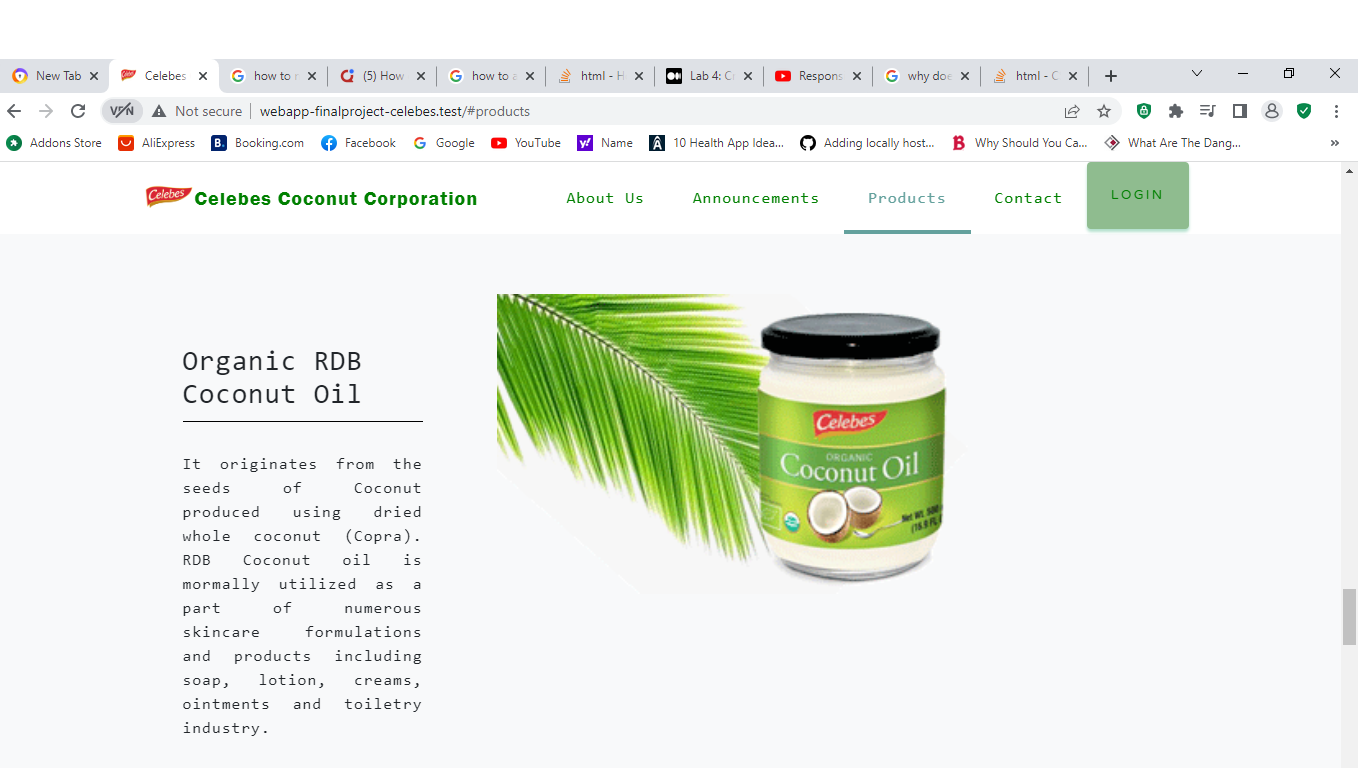 New Tab
Celebes
how to r
(5) How
how to a
html - H
Lab 4: Cr
Respons
why doe
html - C
VPN
Not secure
webapp-finalproject-celebes.test/#products
Addons Store
AliExpress
Booking.com
Facebook
Google
YouTube
Name
10 Health App Idea...
Adding locally host...
Why Should You Ca...
What Are The Dang...
Celebes
Celebes Coconut Corporation
About Us
Announcements
Products
Contact
LOGIN
Organic RDB
Coconut Oil
It originates from the
seeds of Coconut
produced using dried
whole coconut (Copra).
RDB Coconut oil is
mormally utilized as a
part of numerous
skincare formulations
and products including
soap, lotion, creams,
ointments and toiletry
industry.
Celebes
ORGANIC
Coconut Oil
Net Wt. 500
(16.9 FL